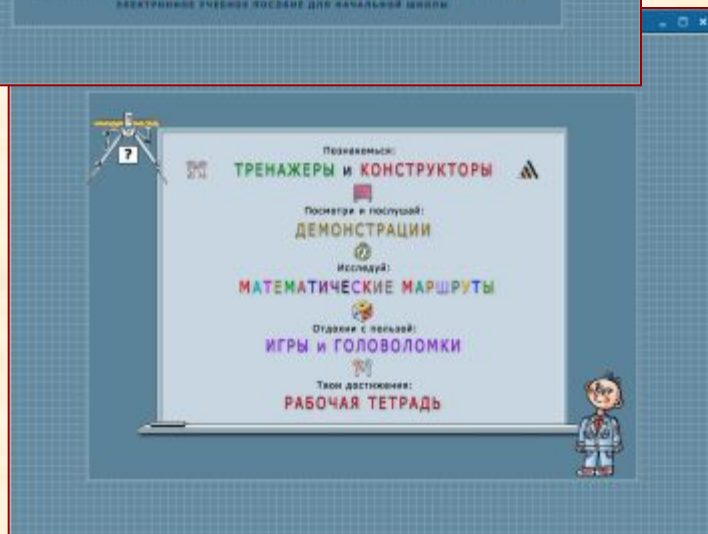 ЭЛЕКТРОННОЕ УЧЕБНОЕ ПОСОБИЕ ДЛЯ НАЧАЛЬНОЙ ШКОЛЫ
?
Познакомься:
ТРЕНАЖЕРЫ и КОНСТРУКТОРЫ
Посмотри и послушай:
ДЕМОНСТРАЦИИ
Исследуй:
МАТЕМАТИЧЕСКИЕ МАРШРУТЫ
Отдохни с пользой:
ИГРЫ и ГОЛОВОЛОМКИ
Твои достижения:
РАБОЧАЯ ТЕТРАДЬ